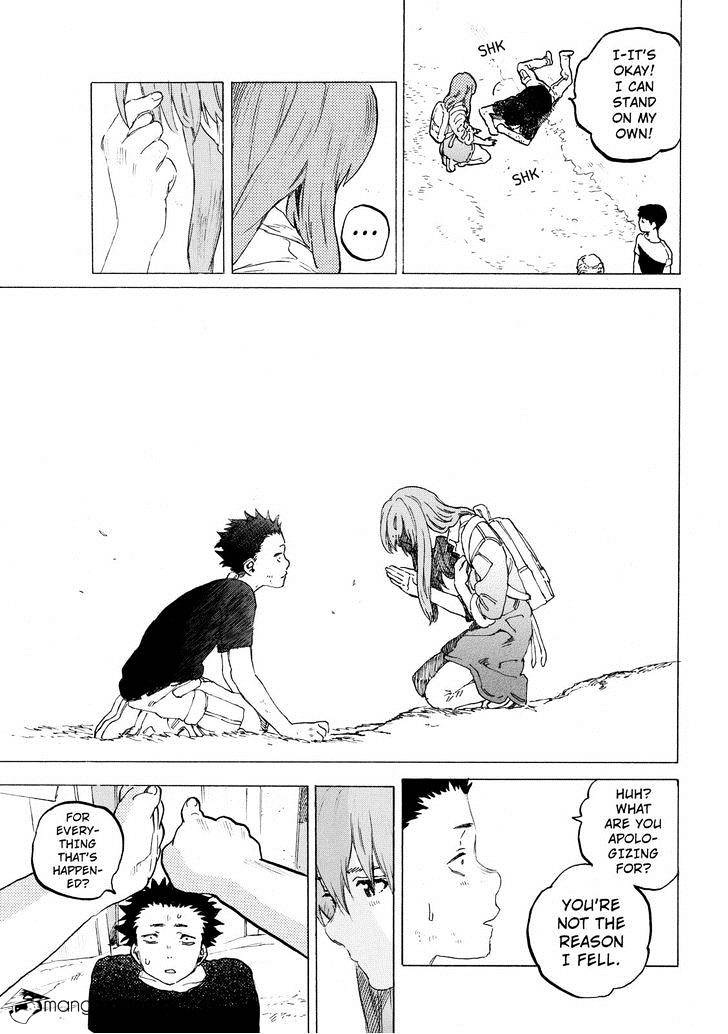 I-IT'S
OKAY!
I CAN
STAND
ON MY
OWN!
SHK
SHK
...
HUH?
WHAT
ARE YOU
APOLO-
GIZING
FOR?
YOU'RE
NOT THE
REASON
I FELL.
FOR
EVERY-
THING
THAT'S
HAPPEN-
ED?